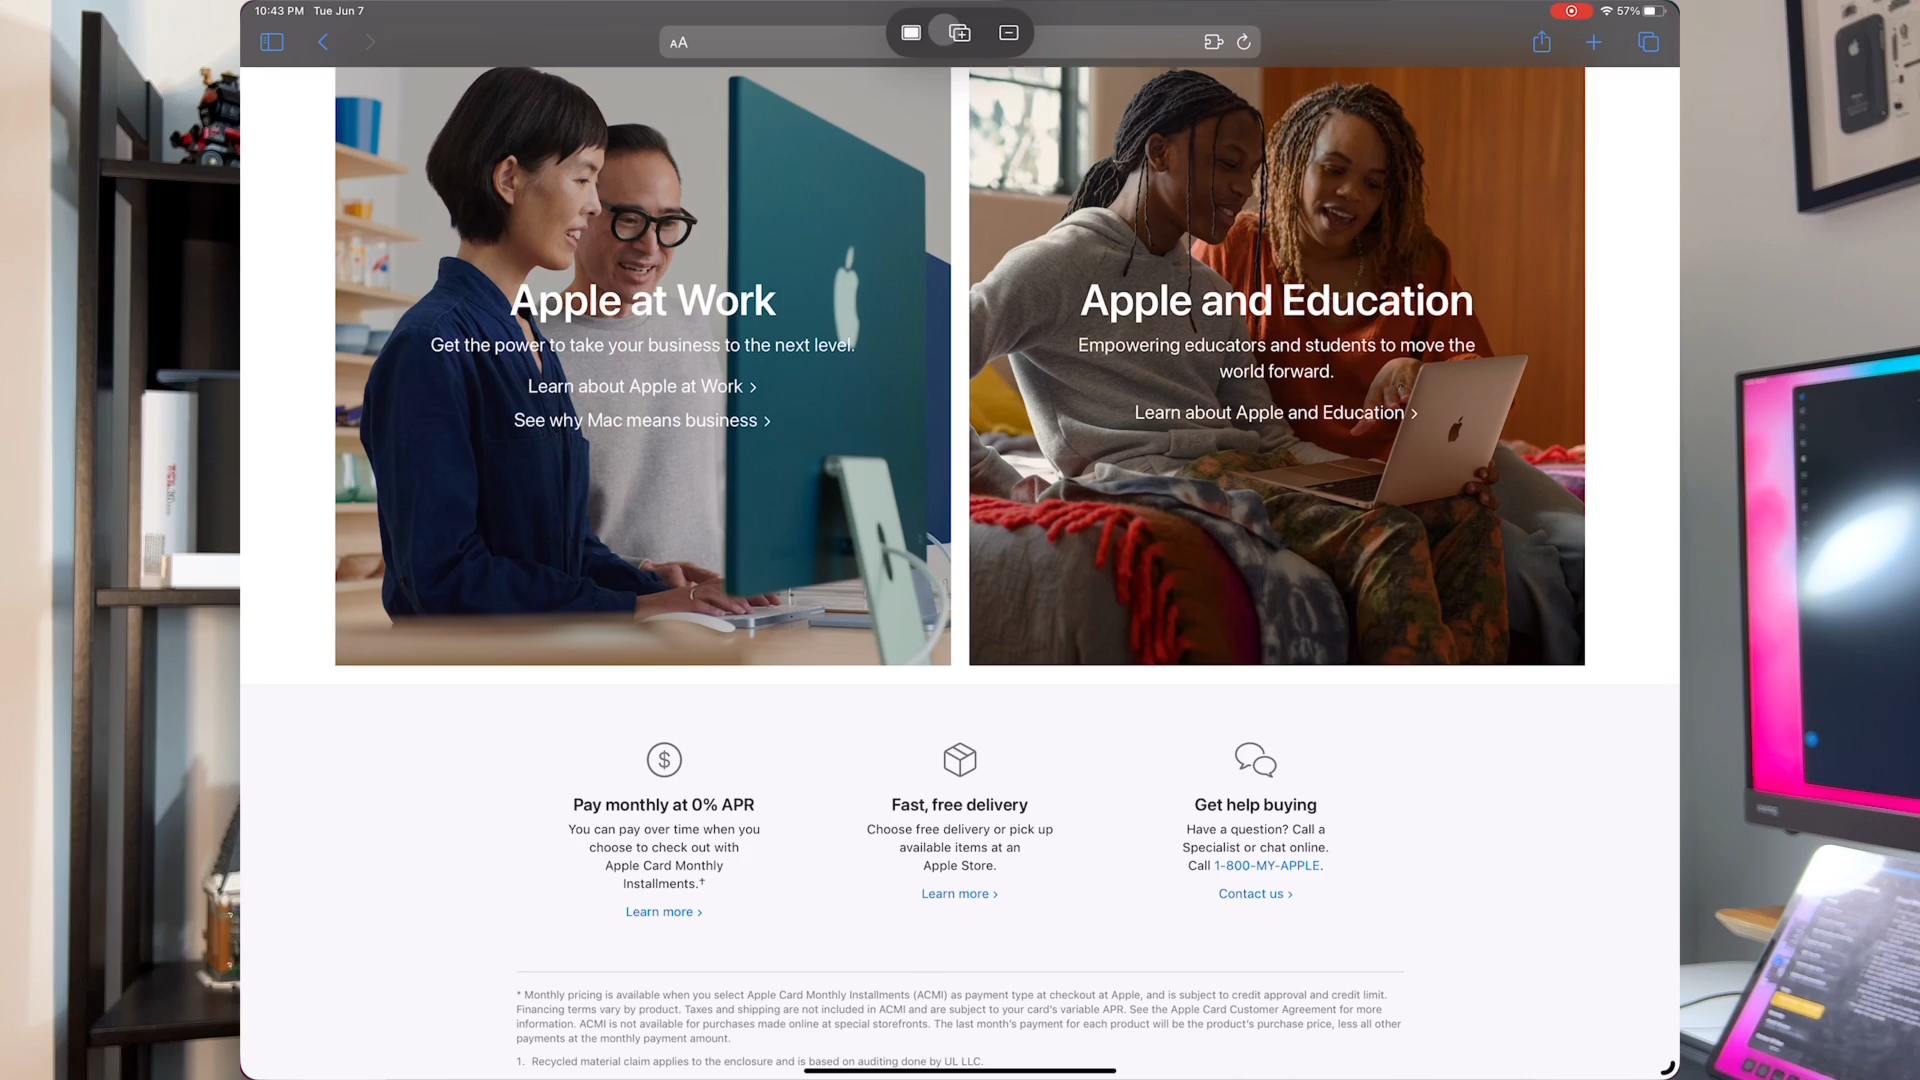 10:43 PM Tue Jun 7
57%
AA
Apple at Work
Get the power to take your business to the next level.
Learn about Apple at Work >
See why Mac means business >
Apple and Education
Empowering educators and students to move the
world forward.
Learn about Apple and Education >
Pay monthly at 0% APR
You can pay over time when you
choose to check out with
Apple Card Monthly
Installments.†
Learn more >
Fast, free delivery
Choose free delivery or pick up
available items at an
Apple Store.
Learn more >
Get help buying
Have a question? Call a
Specialist or chat online.
Call 1-800-MY-APPLE.
Contact us >
* Monthly pricing is available when you select Apple Card Monthly Installments (ACMI) as payment type at checkout at Apple, and is subject to credit approval and credit limit.
Financing terms vary by product. Taxes and shipping are not included in ACMI and are subject to your card's variable APR. See the Apple Card Customer Agreement for more
information. ACMI is not available for purchases made online at special storefronts. The last month's payment for each product will be the product's purchase price, less all other
payments at the monthly payment amount.
1. Recycled material claim applies to the enclosure and is based on auditing done by UL LLC.